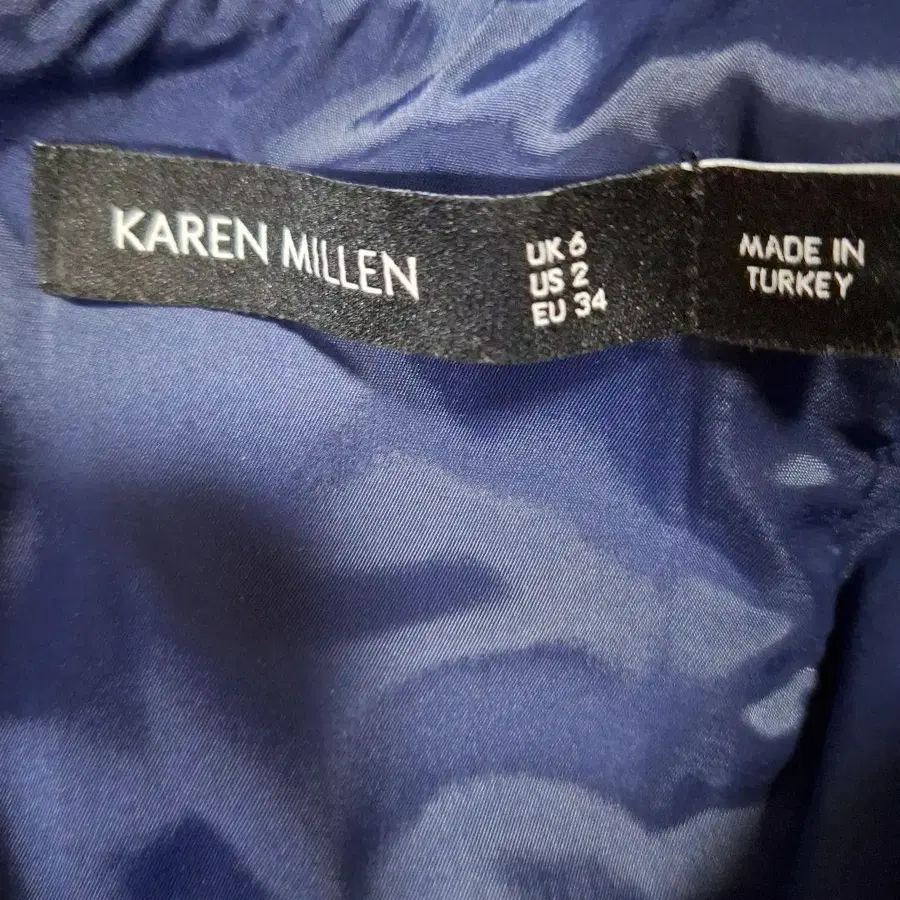 KAREN MILLEN
UK 6
US 2
EU 34
MADE IN
TURKEY